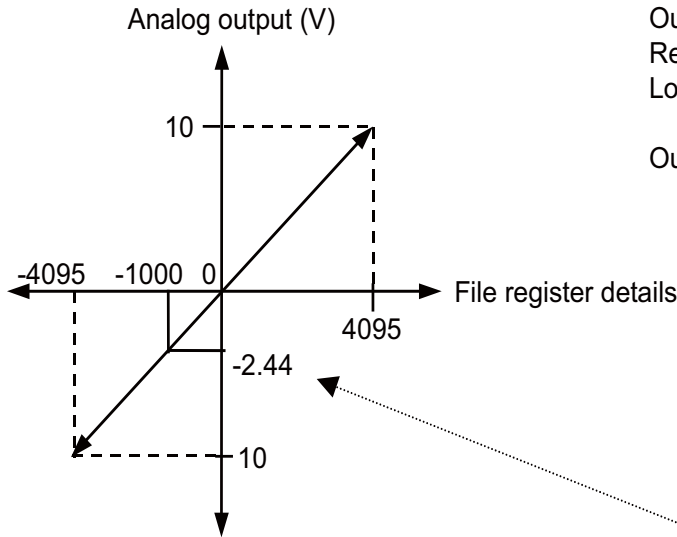 Analog output (V)
Ou
Re
Lo
Ou
10
-4095 -1000 0
File register details
4095
-2.44
10